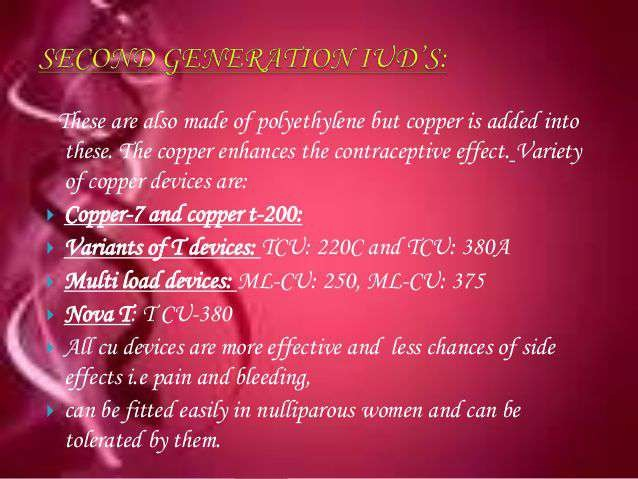 SECOND GENERATION IUD'S:
These are also made of polyethylene but copper is added into
these. The copper enhances the contraceptive effect. Variety
of copper devices are:
Copper-7 and copper t-200:
Variants of T devices: TCU: 220C and TCU: 380A
Multi load devices: ML-CU: 250, ML-CU: 375
Nova T: T CU-380
All cu devices are more effective and less chances of side
effects i.e pain and bleeding,
can be fitted easily in nulliparous women and can be
tolerated by them.